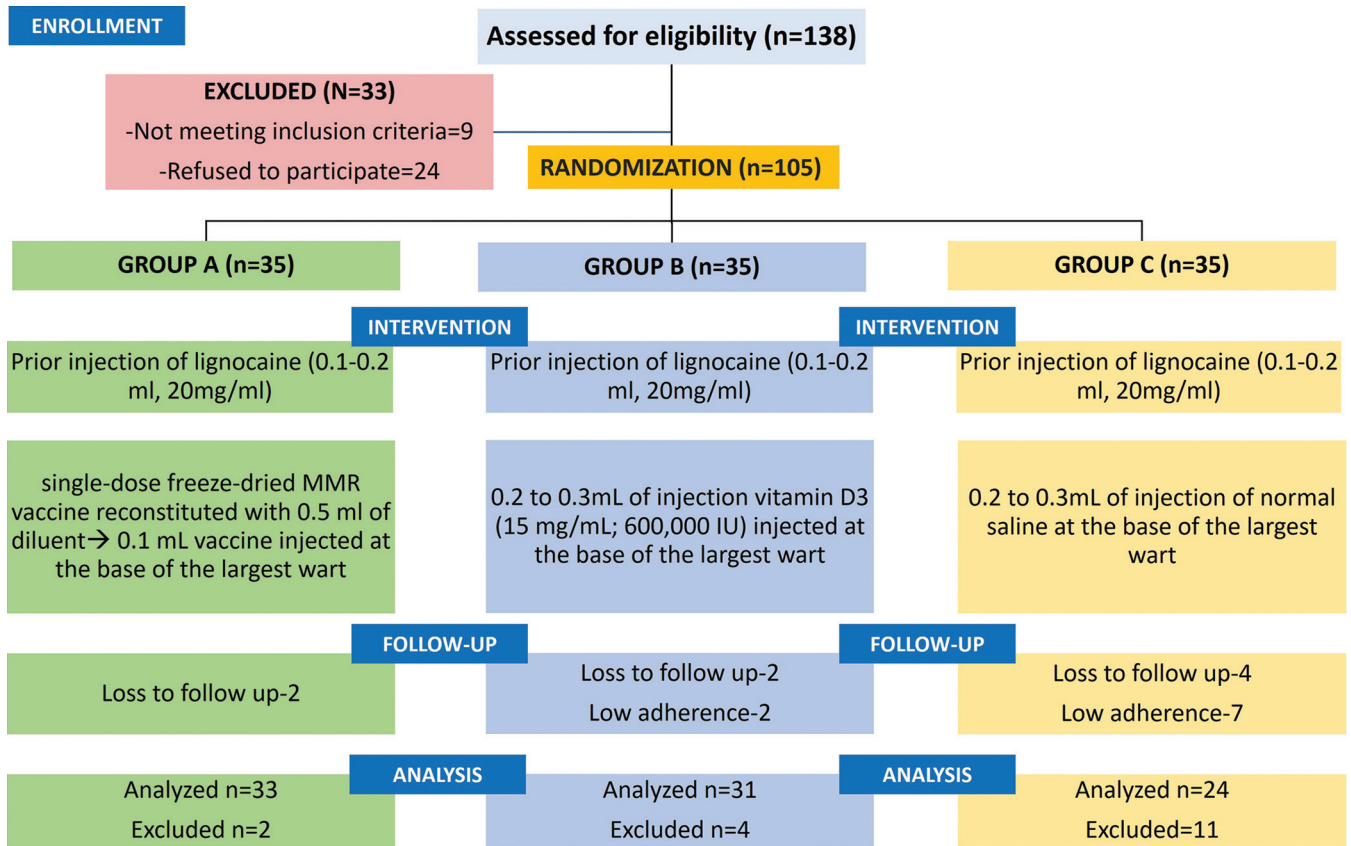 ENROLLMENT
Assessed for eligibility (n=138)
EXCLUDED (N=33)
-Not meeting inclusion criteria=9
-Refused to participate=24
RANDOMIZATION (n=105)
GROUP A (n=35)
GROUP B (n=35)
GROUP C (n=35)
INTERVENTION
INTERVENTION
Prior injection of lignocaine (0.1-0.2
ml, 20mg/ml)
Prior injection of lignocaine (0.1-0.2
ml, 20mg/ml)
Prior injection of lignocaine (0.1-0.2
ml, 20mg/ml)
single-dose freeze-dried MMR
vaccine reconstituted with 0.5 ml of
diluent→ 0.1 mL vaccine injected at
the base of the largest wart
0.2 to 0.3mL of injection vitamin D3
(15 mg/mL; 600,000 IU) injected at
the base of the largest wart
0.2 to 0.3mL of injection of normal
saline at the base of the largest
wart
FOLLOW-UP
FOLLOW-UP
Loss to follow up-2
Loss to follow up-2
Low adherence-2
Loss to follow up-4
Low adherence-7
ANALYSIS
ANALYSIS
Analyzed n=33
Excluded n=2
Analyzed n=31
Excluded n=4
Analyzed n=24
Excluded=11